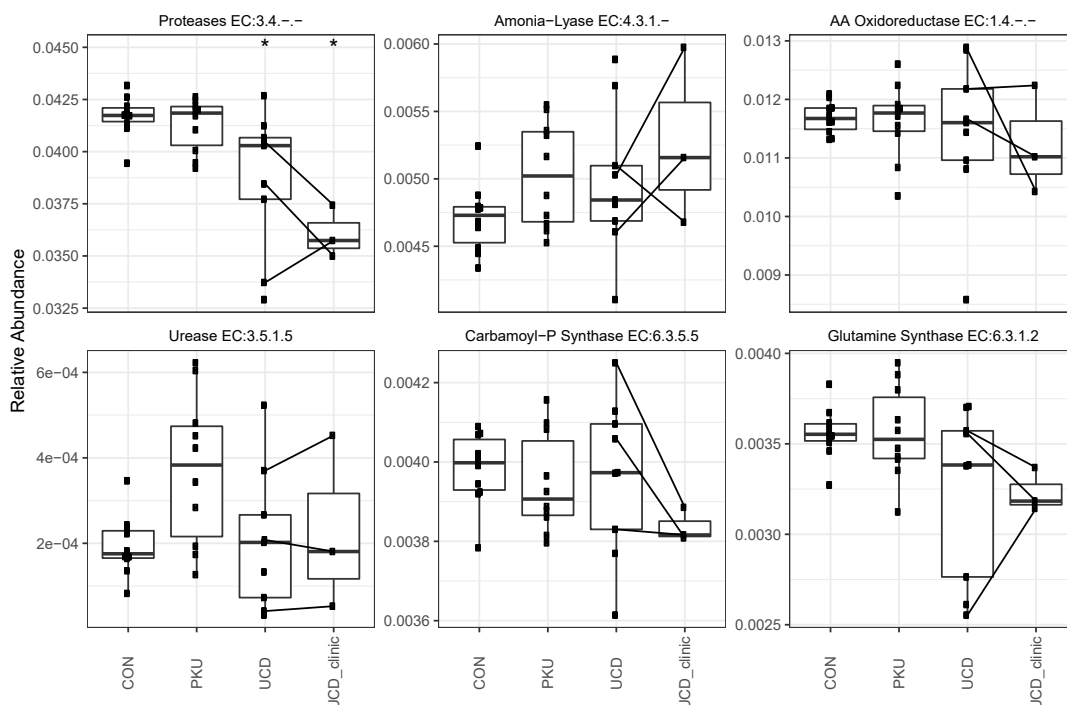 Proteases EC:3.4.−.−
Amonia−Lyase EC:4.3.1.−
AA Oxidoreductase EC:1.4.−.−
*
*
0.0450
0.0425
0.0400
0.0375
0.0350
0.0325
0.0060
0.0055
0.0050
0.0045
0.013
0.012
0.011
0.010
0.009
Relative Abundance
Urease EC:3.5.1.5
Carbamoyl−P Synthase EC:6.3.5.5
Glutamine Synthase EC:6.3.1.2
6e−04
4e−04
2e−04
0.0042
0.0040
0.0038
0.0036
0.0040
0.0035
0.0030
0.0025
CON
PKU
UCD
JCD_clinic
CON
PKU
UCD
JCD_clinic
CON
PKU
UCD
JCD_clinic